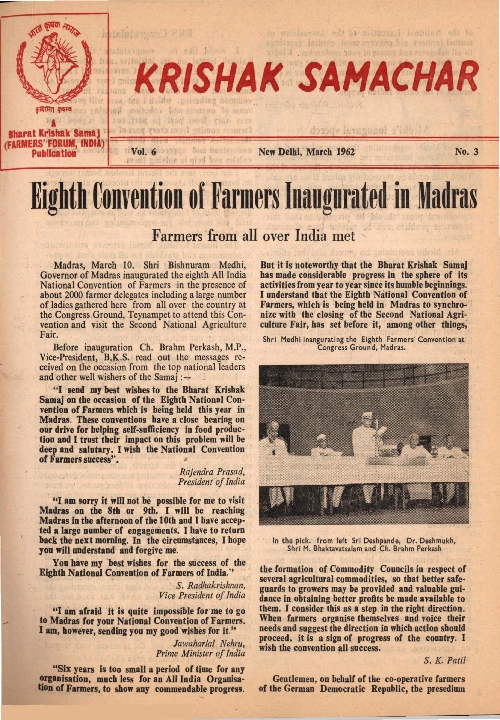 भारत कृषक समाज
कृषिमित कृषक
A
Bharat Krishak Samaj
(FARMERS' FORUM, INDIA)
Publication
KRISHAK SAMACHAR
Vol. 6 New Delhi, March 1962 No. 3
Eighth Convention of Farmers Inaugurated in Madras
Farmers from all over India met
Madras, March 10. Shri Bishnuram Medhi,
Governor of Madras inaugurated the eighth All India
National Convention of Farmers in the presence of
about 2000 farmer delegates including a large number
of ladies gathered here from all over the country at
the Congress Ground, Teynampet to attend this Con-
vention and visit the Second National Agriculture
Fair.
Before inauguration Ch. Brahm Perkash, M.P.,
Vice-President, B.K.S. read out the messages re-
ceived on the occasion from the top national leaders
and other well wishers of the Samaj :—
"I send my best wishes to the Bharat Krishak
Samaj on the occasion of the Eighth National Con-
vention of Farmers which is being held this year in
Madras. These conventions have a close bearing on
our drive for helping self-sufficiency in food produc-
tion and I trust their impact on this problem will be
deep and salutary. I wish the National Convention
of Farmers success".
Rajendra Prasad,
President of India
"I am sorry it will not be possible for me to visit
Madras on the 8th or 9th. I will be reaching
Madras in the afternoon of the 10th and I have accep-
ted a large number of engagements. I have to return
back the next morning. In the circumstances, I hope
you will understand and forgive me.
You have my best wishes for the success of the
Eighth National Convention of Farmers of India."
S. Radhakrishnan,
Vice President of India
"I am afraid it is quite impossible for me to go
to Madras for your National Convention of Farmers.
I am, however, sending you my good wishes for it."
Jawaharlal Nehru,
Prime Minister of India
"Six years is too small a period of time for any
organisation, much less for an All India Organisa-
tion of Farmers, to show any commendable progress.
But it is noteworthy that the Bharat Krishak Samaj
has made considerable progress in the sphere of its
activities from year to year since its humble beginnings.
I understand that the Eighth National Convention of
Farmers, which is being held in Madras to synchro-
nize with the closing of the Second National Agri-
culture Fair, has set before it, among other things,
Shri Medhi inangurating the Eighth Farmers' Convention at
Congress Ground, Madras.
In the pick. from left Sri Deshpande, Dr. Deshmukh,
Shri M. Bhaktavatsalam and Ch. Brahm Perkash
the formation of Commodity Councils in respect of
several agricultural commodities, so that better safe-
guards to growers may be provided and valuable gui-
dance in obtaining better profits be made available to
them. I consider this as a step in the right direction.
When farmers organise themselves and voice their
needs and suggest the direction in which action should
proceed, it is a sign of progress of the country. I
wish the convention all success.
S. K. Patil
Gentlemen, on behalf of the co-operative farmers
of the German Democratic Republic, the presedium